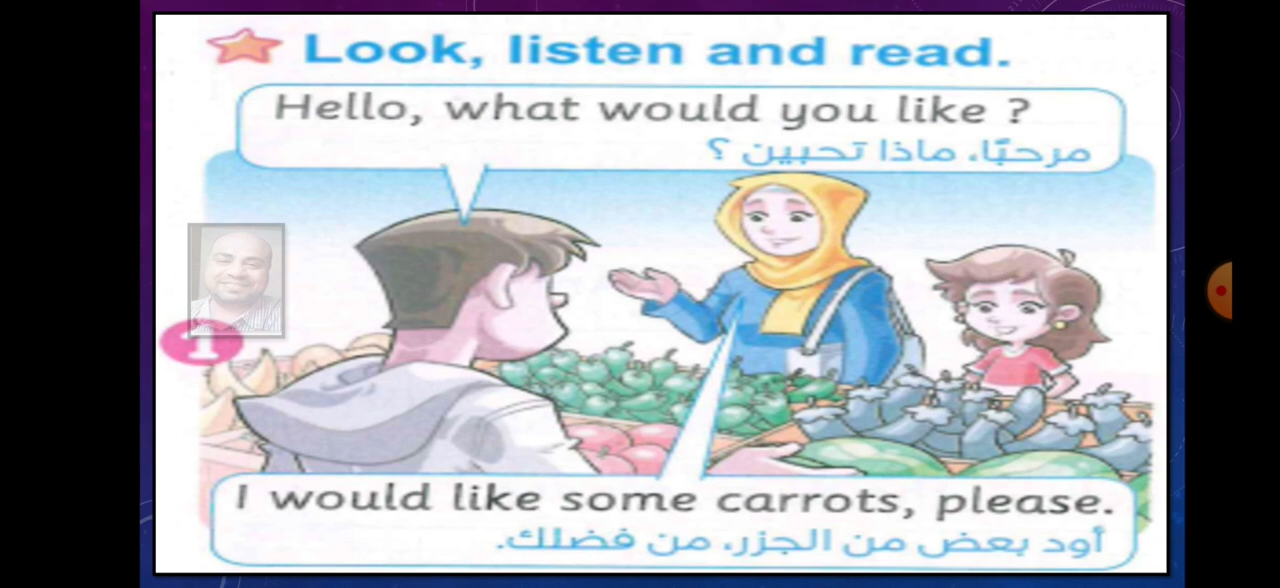 Look, listen and read.
Hello, what would you like ?
مرحبًا، ماذا تحبين ؟
1
I would like some carrots, please.
أود بعض من الجزر، من فضلك.